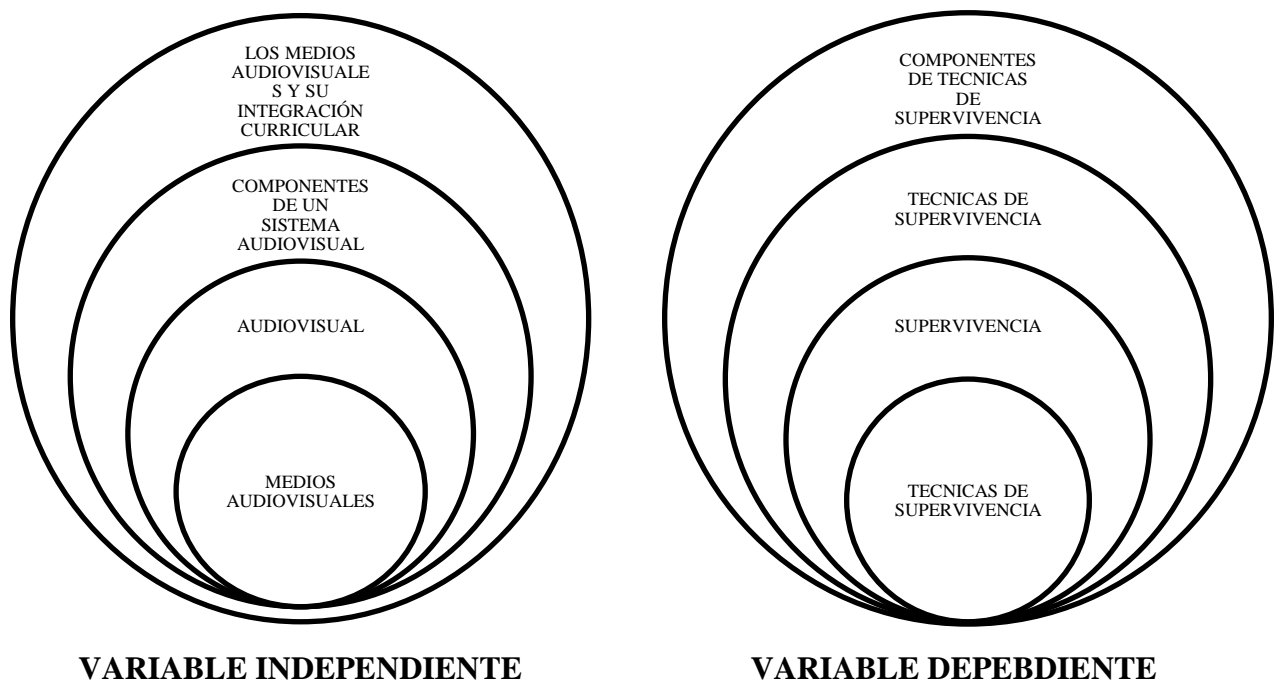 LOS MEDIOS
AUDIOVISUALE
S Y SU
INTEGRACIÓN
CURRICULAR
COMPONENTES
DE UN
SISTEMA
AUDIOVISUAL
AUDIOVISUAL
MEDIOS
AUDIOVISUALES
VARIABLE INDEPENDIENTE
COMPONENTES
DE TECNICAS
DE
SUPERVIVENCIA
TECNICAS DE
SUPERVIVENCIA
SUPERVIVENCIA
TECNICAS DE
SUPERVIVENCIA
VARIABLE DEPEBDIENTE